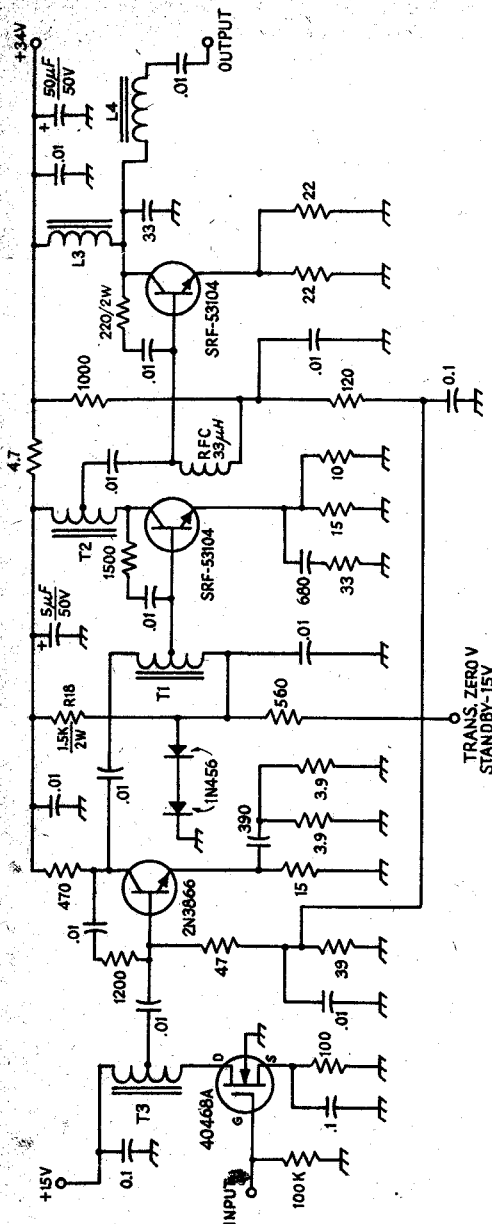 +15V
+34V
4.7
.01
5µF
50V
.01
50µF
50V
470
1.5K
2W
R18
T2
1000
L3
L4
.01
OUTPUT
0.1
T3
.01
1200
.01
1500
.01
.01
220/2W
.01
33
.01
2N3866
1N456
T1
SRF-53104
RFC
33µH
SRF-53104
INPUT
40468A
G
D
S
47
390
560
.01
680
33
15
10
.01
22
22
100K
.1
100
.01
39
15
3.9
3.9
120
0.1
TRANS. ZERO V
STANDBY-15V